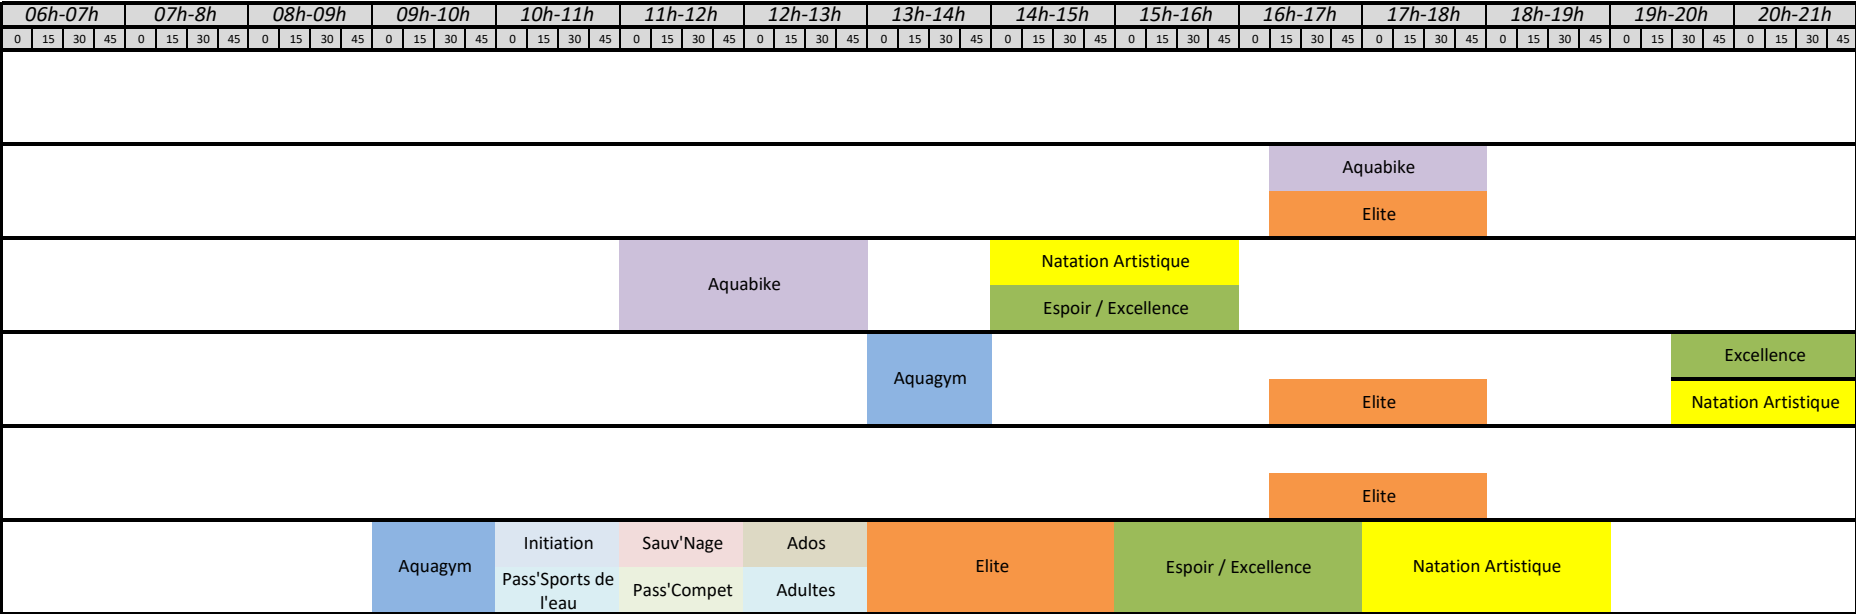 06h-07h 07h-8h 08h-09h 09h-10h 10h-11h 11h-12h 12h-13h 13h-14h 14h-15h 15h-16h 16h-17h 17h-18h 18h-19h 19h-20h 20h-21h
0 15 30 45 0 15 30 45 0 15 30 45 0 15 30 45 0 15 30 45 0 15 30 45 0 15 30 45 0 15 30 45 0 15 30 45 0 15 30 45 0 15 30 45 0 15 30 45 0 15 30 45 0 15 30 45 0 15 30 45
Aquabike
Elite
Aquabike
Natation Artistique
Espoir / Excellence
Aquagym
Elite
Excellence
Natation Artistique
Elite
Aquagym
Initiation
Pass'Sports de
l'eau
Sauv'Nage
Pass'Compet
Ados
Adultes
Elite
Espoir / Excellence
Natation Artistique